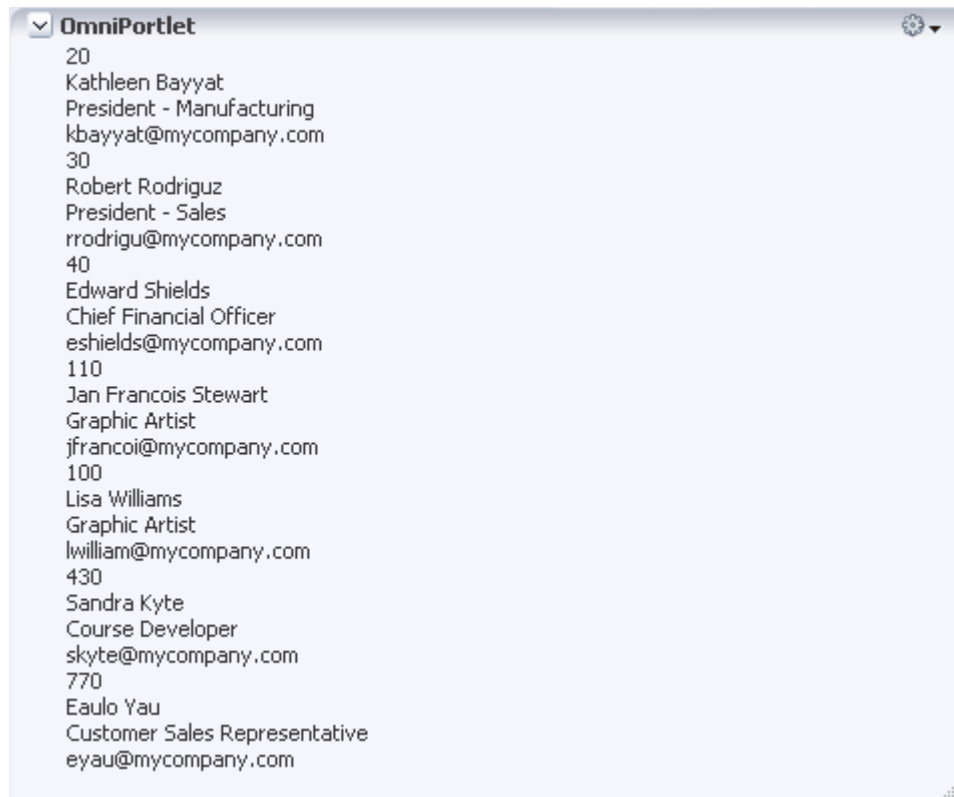 OmniPortlet
20
Kathleen Bayyat
President - Manufacturing
kbayyat@mycompany.com
30
Robert Rodriguz
President - Sales
rrodrigu@mycompany.com
40
Edward Shields
Chief Financial Officer
eshields@mycompany.com
110
Jan Francois Stewart
Graphic Artist
jfrancoi@mycompany.com
100
Lisa Williams
Graphic Artist
lwilliam@mycompany.com
430
Sandra Kyte
Course Developer
skyte@mycompany.com
770
Eaulo Yau
Customer Sales Representative
eyau@mycompany.com